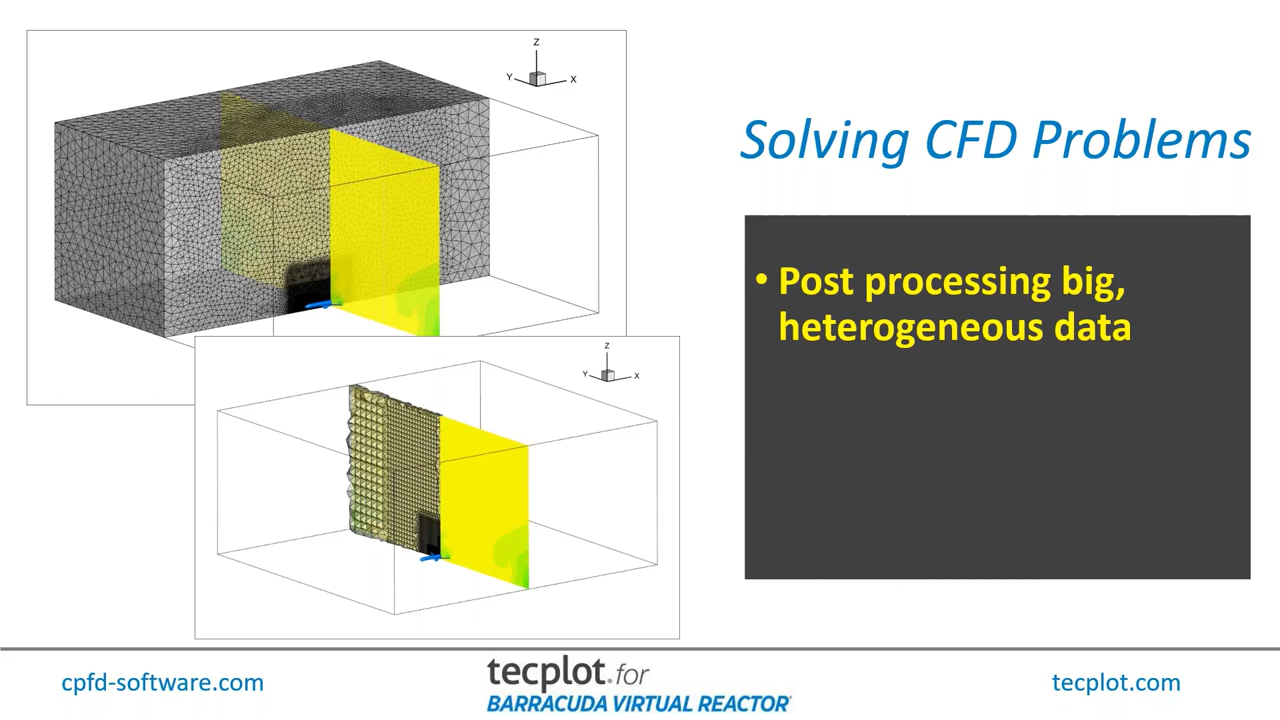 Z
Y
X
Solving CFD Problems
• Post processing big,
heterogeneous data
Z
Y
X
cpfd-software.com
tecplot.for
BARRACUDA VIRTUAL REACTOR
tecplot.com